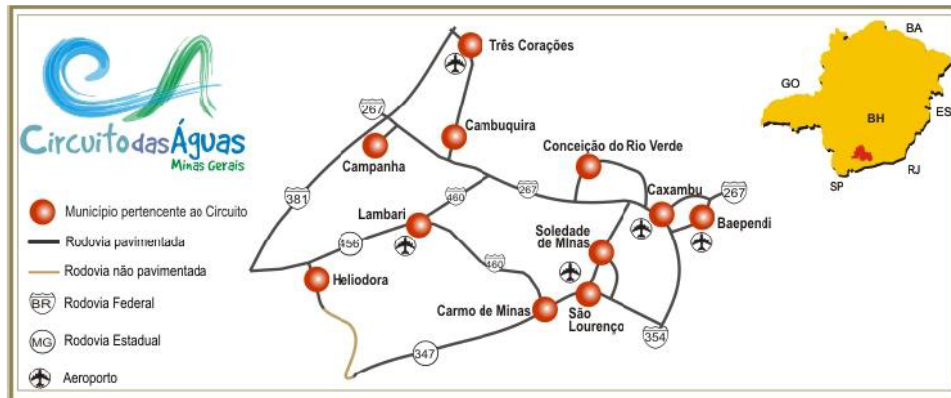 Circuito das Águas
Minas Gerais
Município pertencente ao Circuito
Rodovia pavimentada
Rodovia não pavimentada
BR
Rodovia Federal
MG
Rodovia Estadual
Aeroporto
Três Corações
267
Cambuquira
Campanha
Conceição do Rio Verde
381
460
267
Caxambu
267
Lambari
Baependi
456
Soledade
de Minas
460
Heliodora
Carmo de Minas
São
Lourenço
354
347
BA
GO
ES
BH
SP
RJ